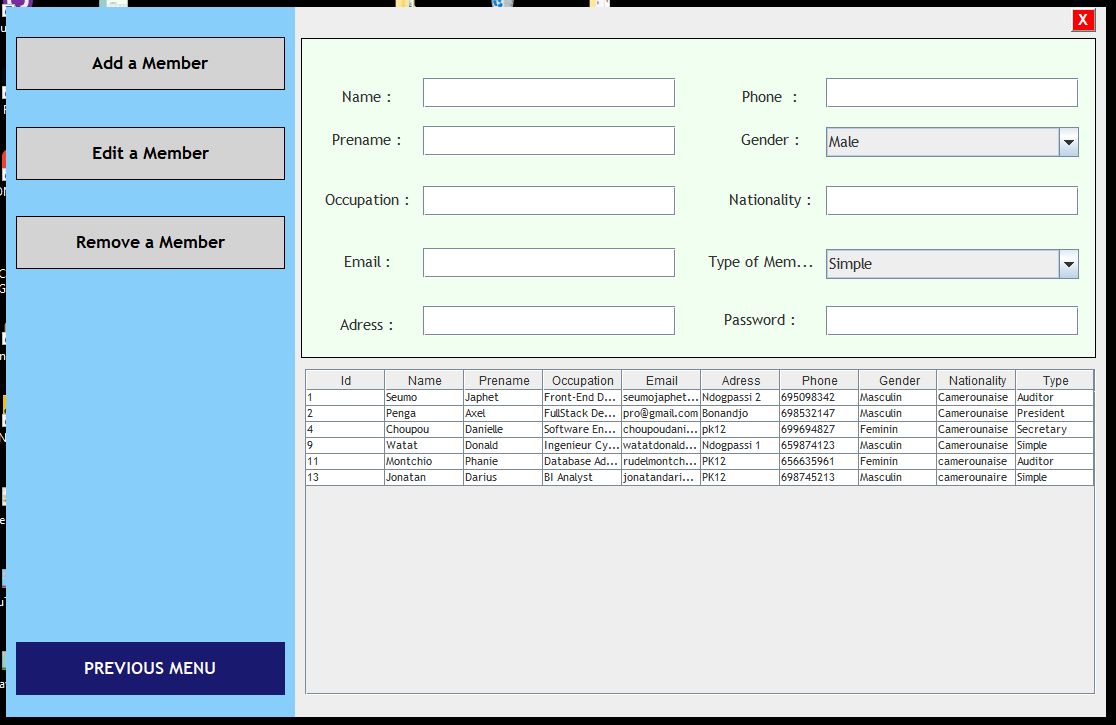 X
Add a Member
Edit a Member
Remove a Member
PREVIOUS MENU
Name : Phone :
Prename : Gender : Male
Occupation : Nationality :
Email : Type of Mem... Simple
Adress : Password :
Id Name Prename Occupation Email Adress Phone Gender Nationality Type
1 Seumo Japhet Front-End D... seumojaphet... Ndogpassi 2 695098342 Masculin Camerounaise Auditor
2 Penga Axel FullStack De... pro@gmail.com Bonandjo 698532147 Masculin Camerounaise President
4 Choupou Danielle Software En... choupoudani... pk12 699694827 Feminin Camerounaise Secretary
9 Watat Donald Ingenieur Cy... watatdonald... Ndogpassi 1 659874123 Masculin Camerounaise Simple
11 Montchio Phanie Database Ad... rudelmontch... PK12 656635961 Feminin camerounaise Auditor
13 Jonatan Darius BI Analyst jonatandari... PK12 698745213 Masculin camerounaire Simple